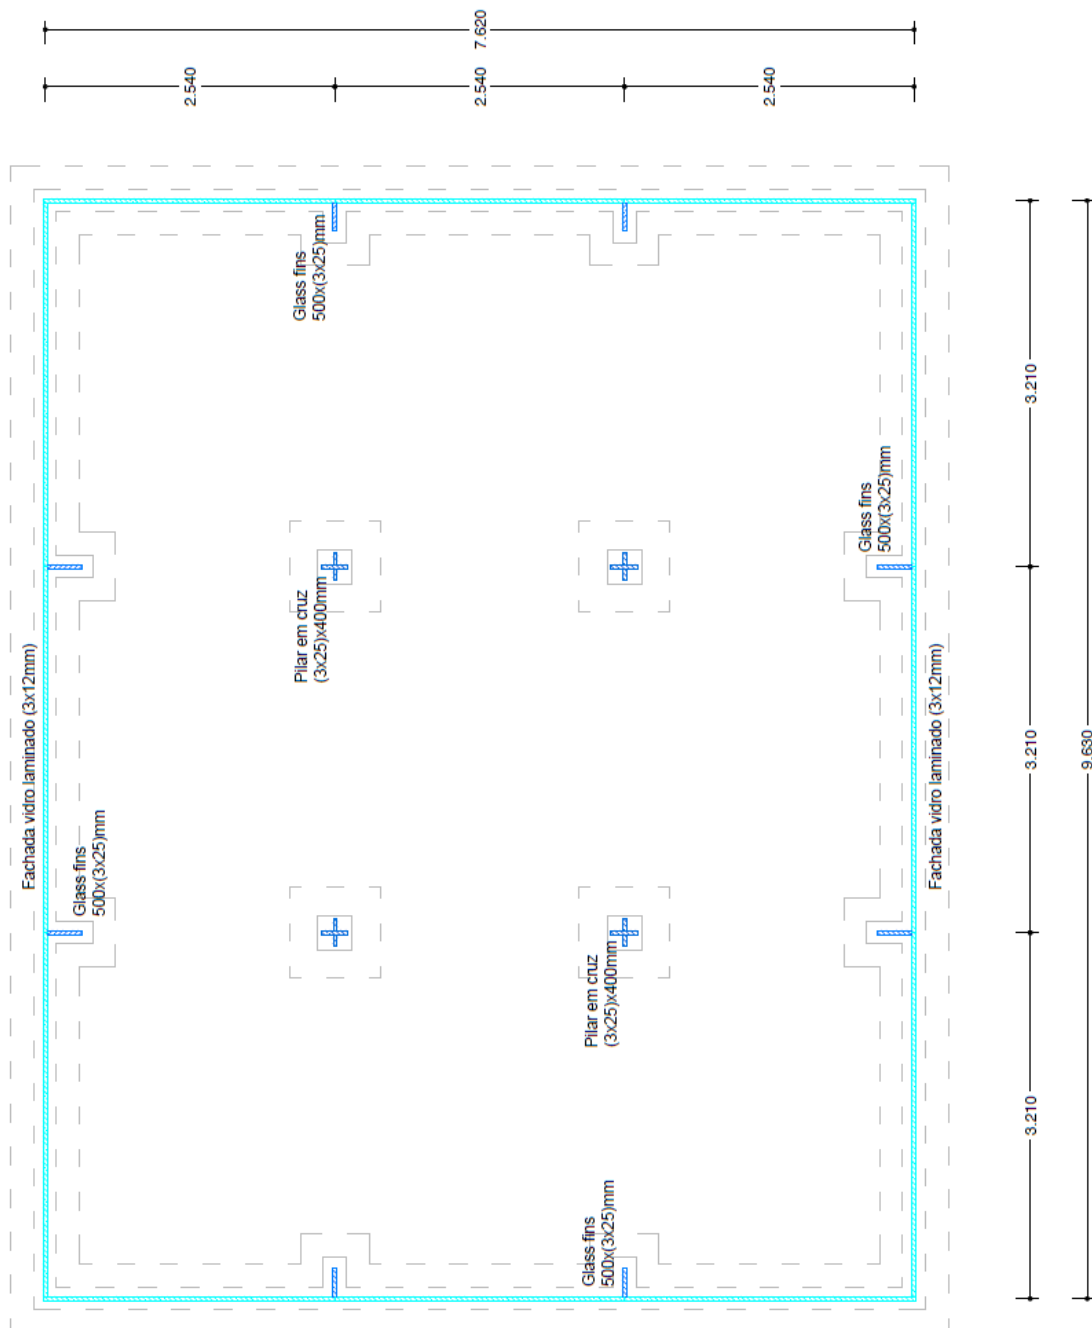 7.620
2.540
2.540
2.540
Glass fins
500x(3x25)mm
3.210
Glass fins
500x(3x25)mm
Pilar em cruz
(3x25)x400mm
Fachada vidro laminado (3x12mm)
Fachada vidro laminado (3x12mm)
3.210
9.630
Glass fins
500x(3x25)mm
Pilar em cruz
(3x25)x400mm
3.210
Glass fins
500x(3x25)mm